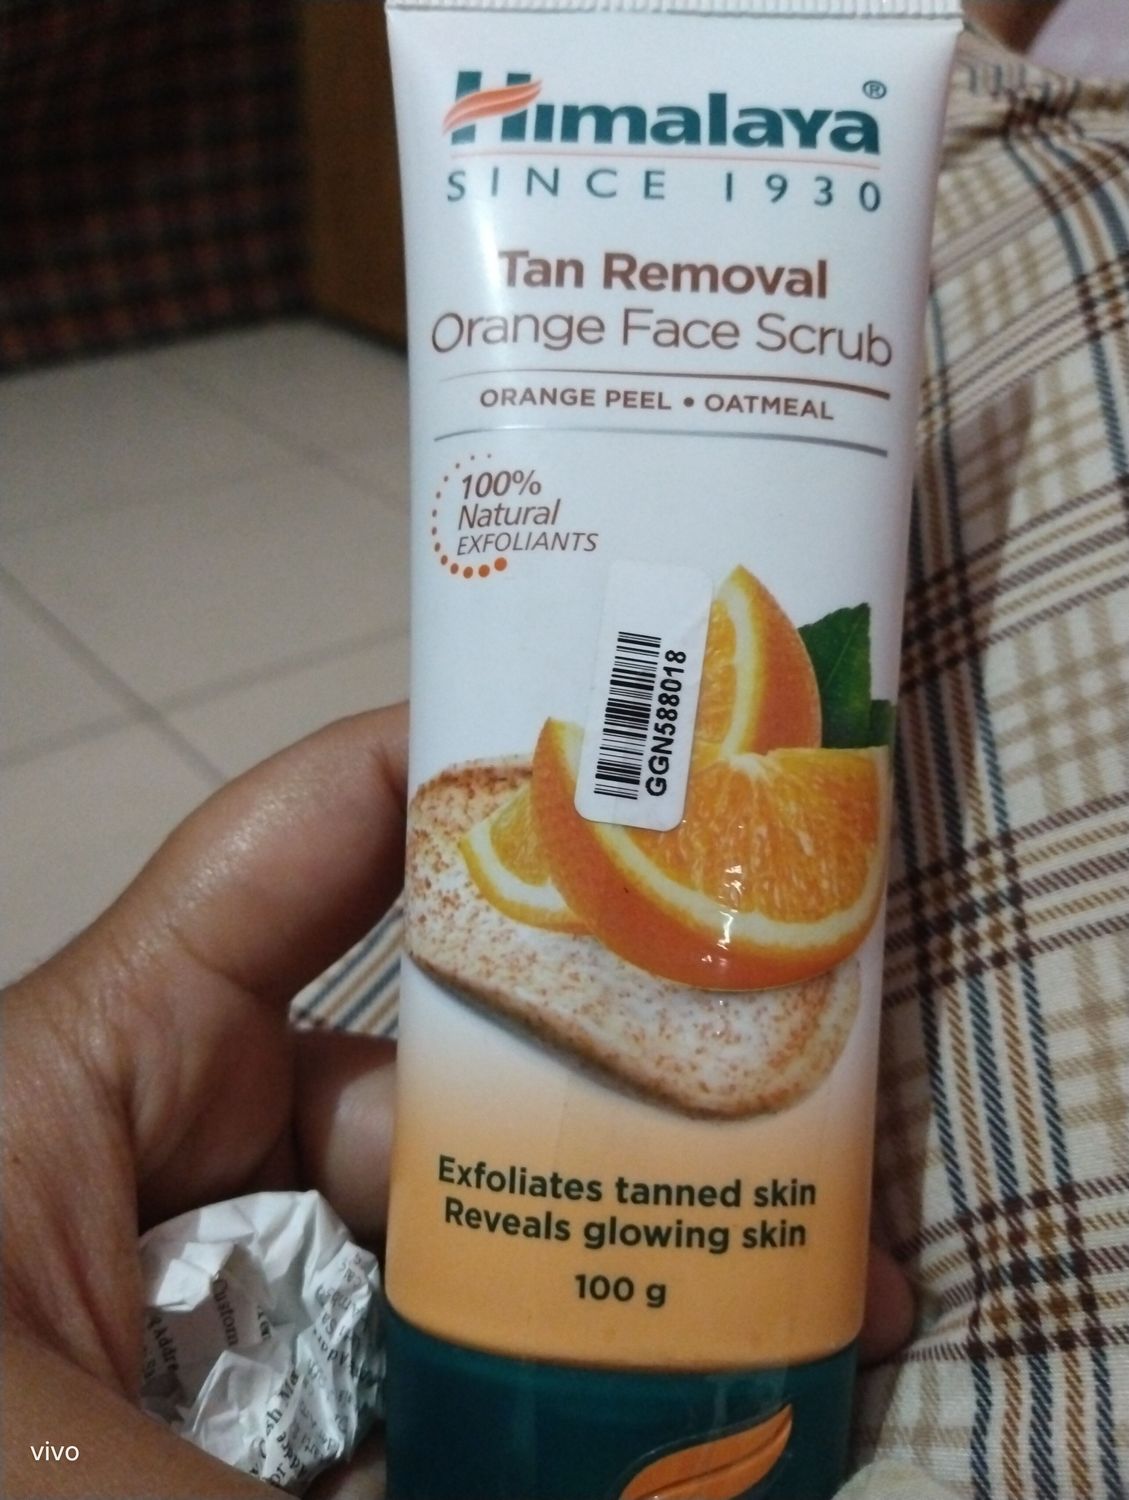 Himalaya®
SINCE 1930
Tan Removal
Orange Face Scrub
ORANGE PEEL • OATMEAL
100%
Natural
EXFOLIANTS
GGN588018
Exfoliates tanned skin
Reveals glowing skin
100 g
vivo